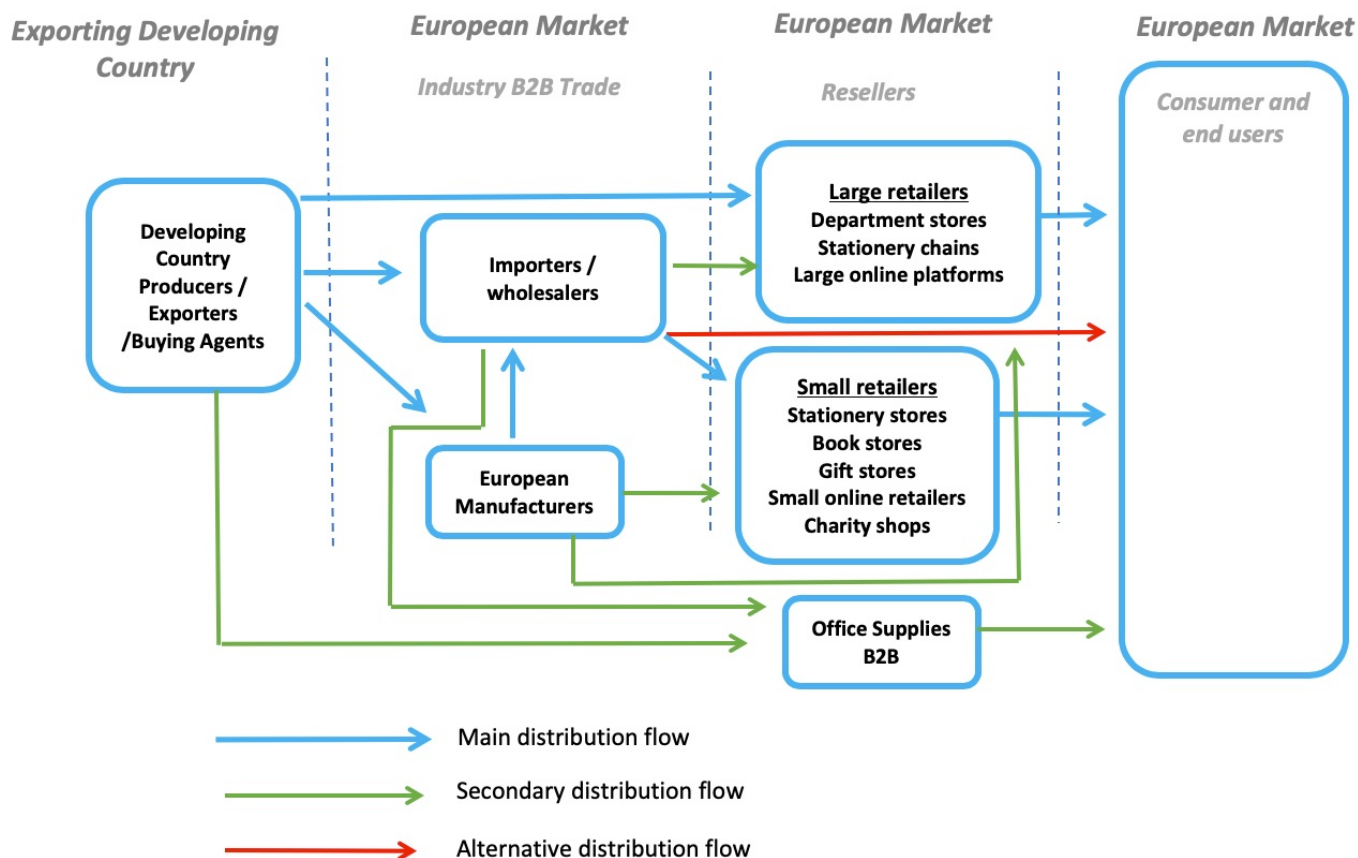 Exporting Developing
Country
European Market
Industry B2B Trade
European Market
Resellers
European Market
Consumer and
end users
Developing
Country
Producers /
Exporters
/Buying Agents
Importers /
wholesalers
European
Manufacturers
Large retailers
Department stores
Stationery chains
Large online platforms
Small retailers
Stationery stores
Book stores
Gift stores
Small online retailers
Charity shops
Office Supplies
B2B
Main distribution flow
Secondary distribution flow
Alternative distribution flow